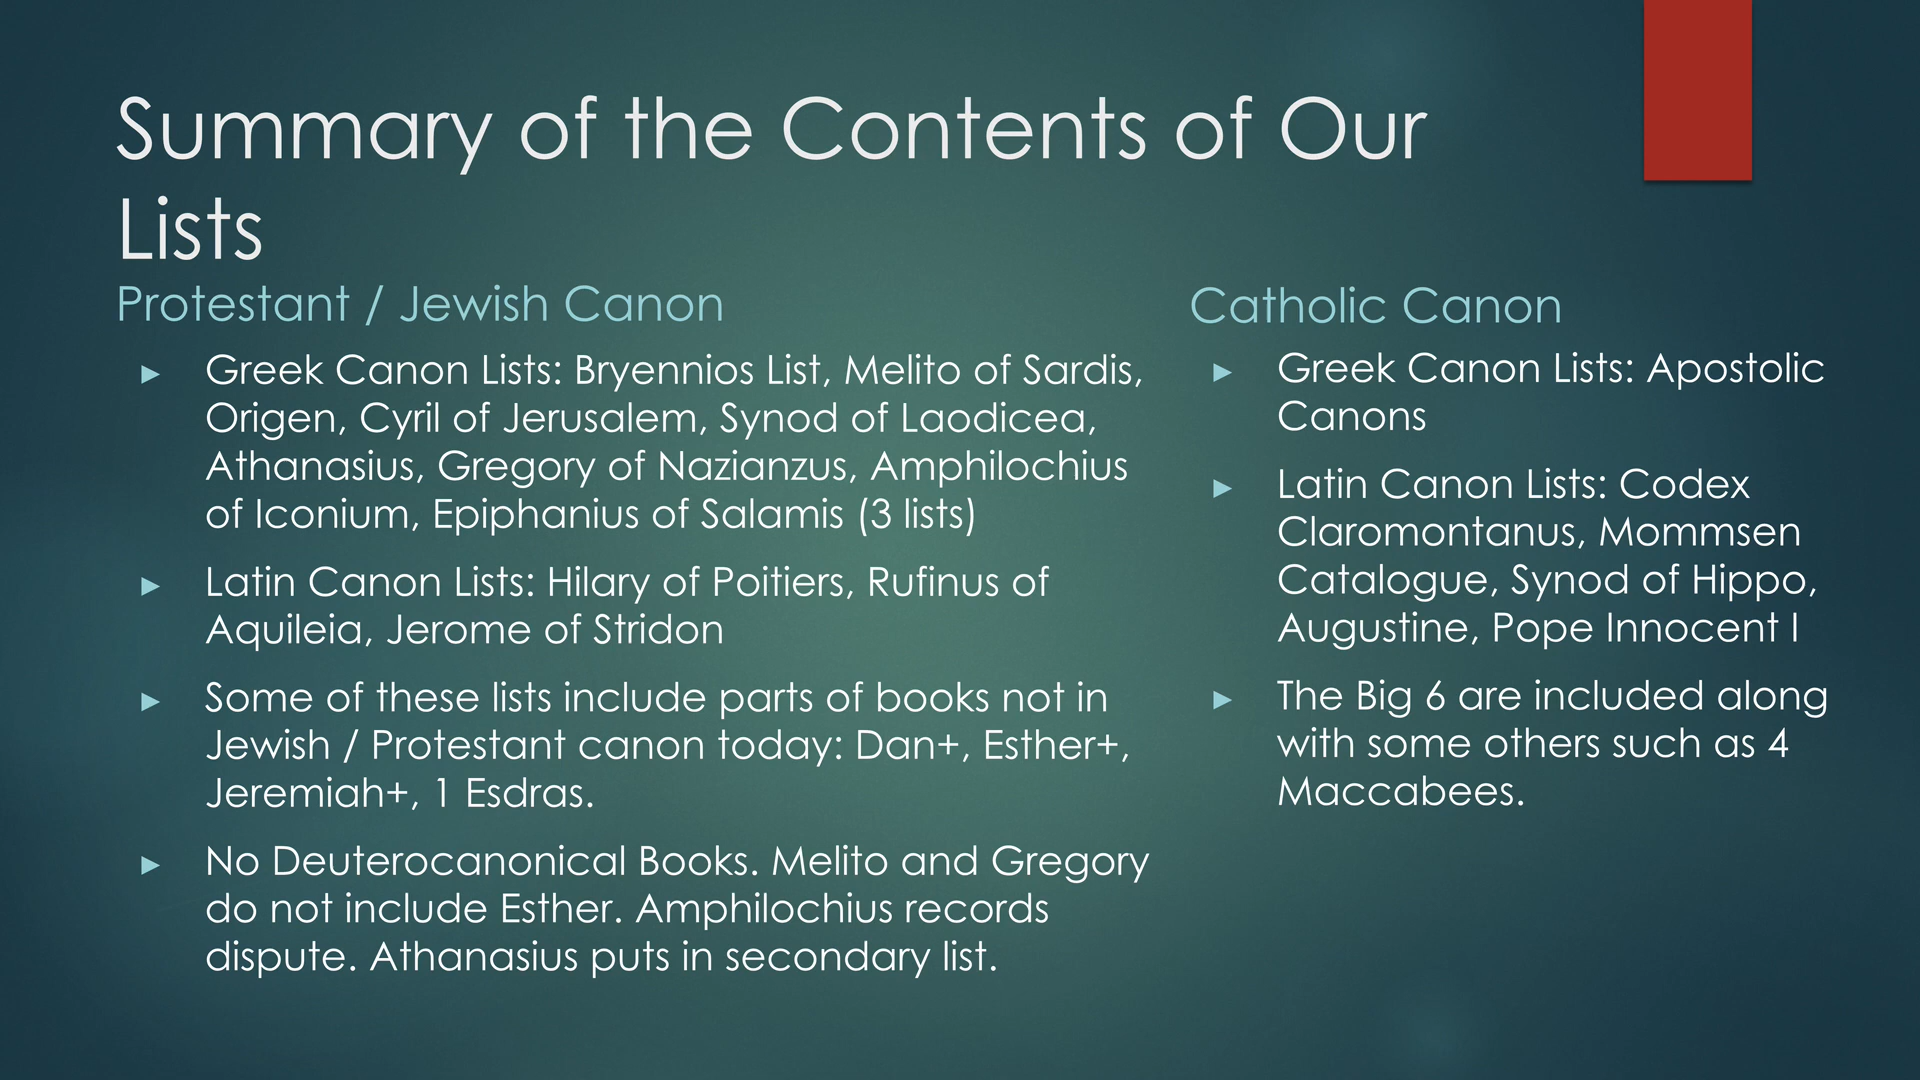 Summary of the Contents of Our
Lists
Protestant / Jewish Canon
► Greek Canon Lists: Bryennios List, Melito of Sardis,
Origen, Cyril of Jerusalem, Synod of Laodicea,
Athanasius, Gregory of Nazianzus, Amphilochius
of Iconium, Epiphanius of Salamis (3 lists)
► Latin Canon Lists: Hilary of Poitiers, Rufinus of
Aquileia, Jerome of Stridon
► Some of these lists include parts of books not in
Jewish / Protestant canon today: Dan+, Esther+,
Jeremiah+, 1 Esdras.
► No Deuterocanonical Books. Melito and Gregory
do not include Esther. Amphilochius records
dispute. Athanasius puts in secondary list.
Catholic Canon
► Greek Canon Lists: Apostolic
Canons
► Latin Canon Lists: Codex
Claromontanus, Mommsen
Catalogue, Synod of Hippo,
Augustine, Pope Innocent I
► The Big 6 are included along
with some others such as 4
Maccabees.